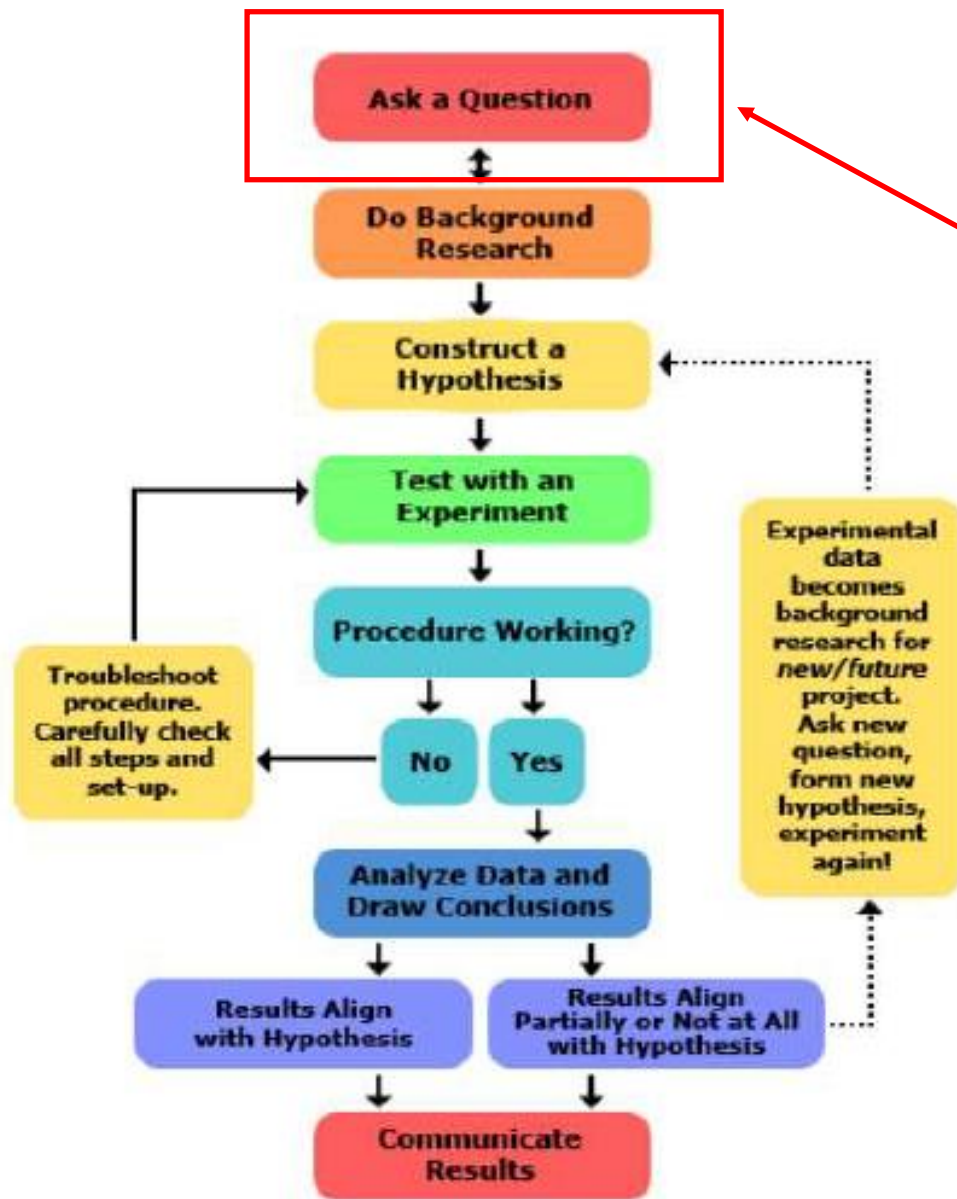 Ask a Question
Do Background
Research
Construct a
Hypothesis
Test with an
Experiment
Procedure Working?
Troubleshoot
procedure.
Carefully check
all steps and
set-up.
No
Yes
Experimental
data
becomes
background
research for
new/future
project.
Ask new
question,
form new
hypothesis,
experiment
again!
Analyze Data and
Draw Conclusions
Results Align
with Hypothesis
Results Align
Partially or Not at All
with Hypothesis
Communicate
Results